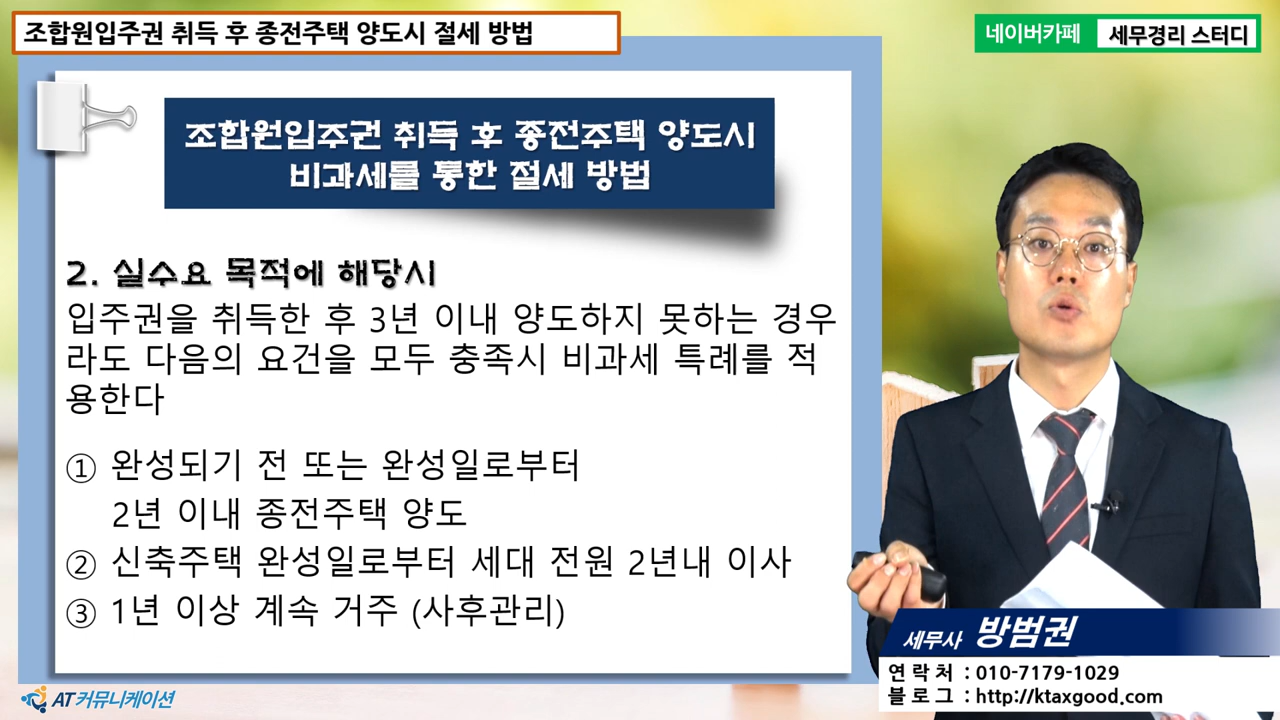 조합원입주권 취득 후 종전주택 양도시 절세 방법
네이버카페 세무경리 스터디
조합원입주권 취득 후 종전주택 양도시
비과세를 통한 절세 방법
2. 실수요 목적에 해당시
입주권을 취득한 후 3년 이내 양도하지 못하는 경우
라도 다음의 요건을 모두 충족시 비과세 특례를 적
용한다
① 완성되기 전 또는 완성일로부터
2년 이내 종전주택 양도
② 신축주택 완성일로부터 세대 전원 2년내 이사
③ 1년 이상 계속 거주 (사후관리)
세무사 방범권
연 락 처 : 010-7179-1029
블 로 그 : http://ktaxgood.com
AT커뮤니케이션